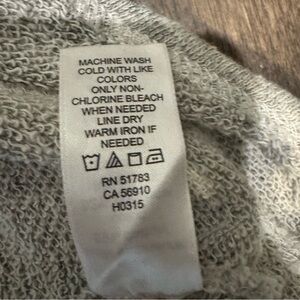 MACHINE WASH
COLD WITH LIKE
COLORS
ONLY NON-
CHLORINE BLEACH
WHEN NEEDED
LINE DRY
WARM IRON IF
NEEDED
RN 51783
CA 56910
H0315